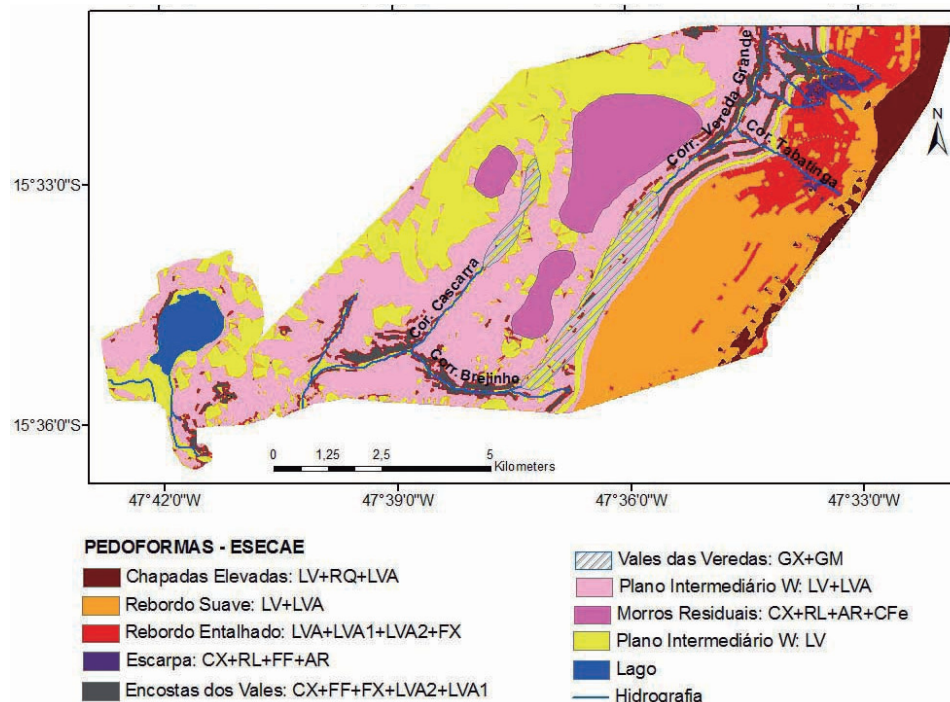 N
15°33'0"S
15°36'0"S
Corr. Vereda Grande
Cor. Tabatinga
Cor. Cascarra
Corr. Brejinho
0 1,25 2,5 5
Kilometers
47°42'0"W 47°39'0"W 47°36'0"W 47°33'0"W
PEDOFORMAS - ESECAE
Chapadas Elevadas: LV+RQ+LVA
Rebordo Suave: LV+LVA
Rebordo Entalhado: LVA+LVA1+LVA2+FX
Escarpa: CX+RL+FF+AR
Encostas dos Vales: CX+FF+FX+LVA2+LVA1
Vales das Veredas: GX+GM
Plano Intermediário W: LV+LVA
Morros Residuais: CX+RL+AR+CFe
Plano Intermediário W: LV
Lago
Hidrografia